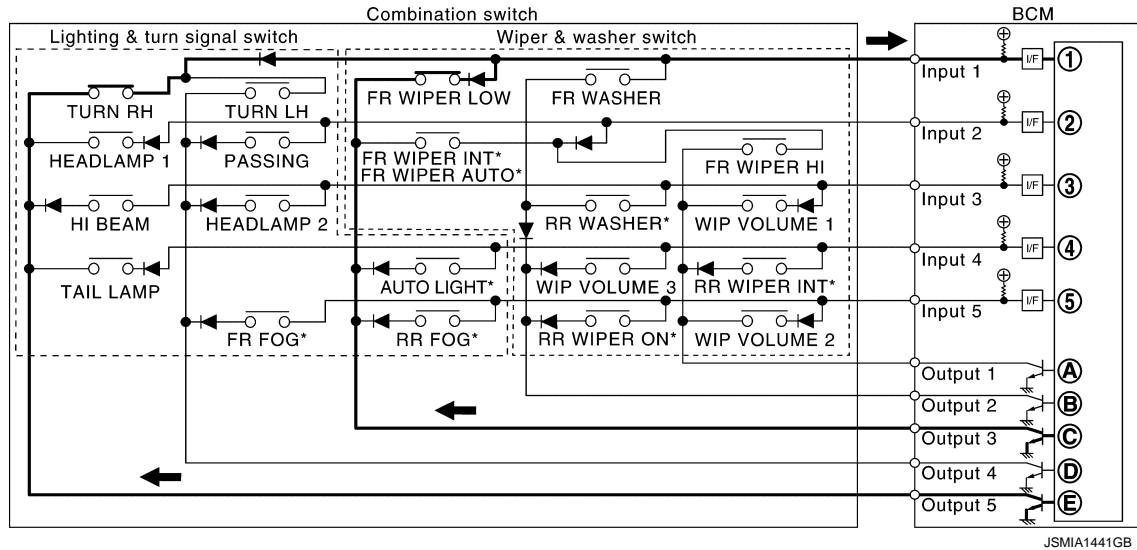 Combination switch BCM
Lighting & turn signal switch Wiper & washer switch
Input 1 I/F 1
TURN RH TURN LH FR WIPER LOW FR WASHER
Input 2 I/F 2
HEADLAMP 1 PASSING FR WIPER INT* FR WIPER HI
FR WIPER AUTO*
Input 3 I/F 3
HI BEAM HEADLAMP 2 RR WASHER* WIP VOLUME 1
Input 4 I/F 4
TAIL LAMP AUTO LIGHT* WIP VOLUME 3 RR WIPER INT*
Input 5 I/F 5
FR FOG* RR FOG* RR WIPER ON* WIP VOLUME 2
Output 1 A
Output 2 B
Output 3 C
Output 4 D
Output 5 E
JSMIA1441GB